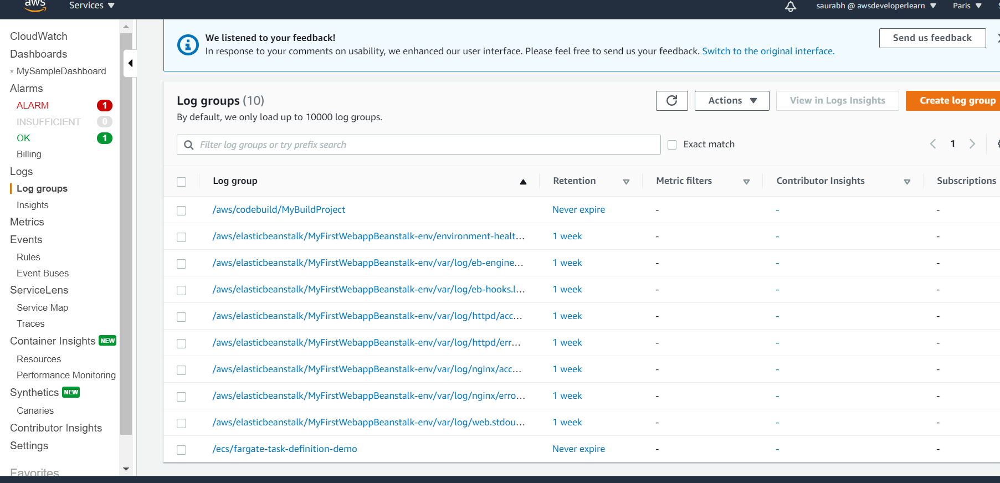 aws
Services
saurabh @ awsdeveloperlearn
Paris
CloudWatch
Dashboards
MySampleDashboard
Alarms
ALARM 1
INSUFFICIENT 0
OK 1
Billing
Logs
Log groups
Insights
Metrics
Events
Rules
Event Buses
ServiceLens
Service Map
Traces
Container Insights NEW
Resources
Performance Monitoring
Synthetics NEW
Canaries
Contributor Insights
Settings
Favorites
We listened to your feedback!
In response to your comments on usability, we enhanced our user interface. Please feel free to send us your feedback. Switch to the original interface.
Send us feedback
Log groups (10)
By default, we only load up to 10000 log groups.
Actions
View in Logs Insights
Create log group
Filter log groups or try prefix search
Exact match
1
Log group Retention Metric filters Contributor Insights Subscriptions
/aws/codebuild/MyBuildProject Never expire - - -
/aws/elasticbeanstalk/MyFirstWebappBeanstalk-env/environment-healt... 1 week - - -
/aws/elasticbeanstalk/MyFirstWebappBeanstalk-env/var/log/eb-engine... 1 week - - -
/aws/elasticbeanstalk/MyFirstWebappBeanstalk-env/var/log/eb-hooks.l... 1 week - - -
/aws/elasticbeanstalk/MyFirstWebappBeanstalk-env/var/log/httpd/acc... 1 week - - -
/aws/elasticbeanstalk/MyFirstWebappBeanstalk-env/var/log/httpd/err... 1 week - - -
/aws/elasticbeanstalk/MyFirstWebappBeanstalk-env/var/log/nginx/acc... 1 week - - -
/aws/elasticbeanstalk/MyFirstWebappBeanstalk-env/var/log/nginx/erro... 1 week - - -
/aws/elasticbeanstalk/MyFirstWebappBeanstalk-env/var/log/web.stdou... 1 week - - -
/ecs/fargate-task-definition-demo Never expire - - -